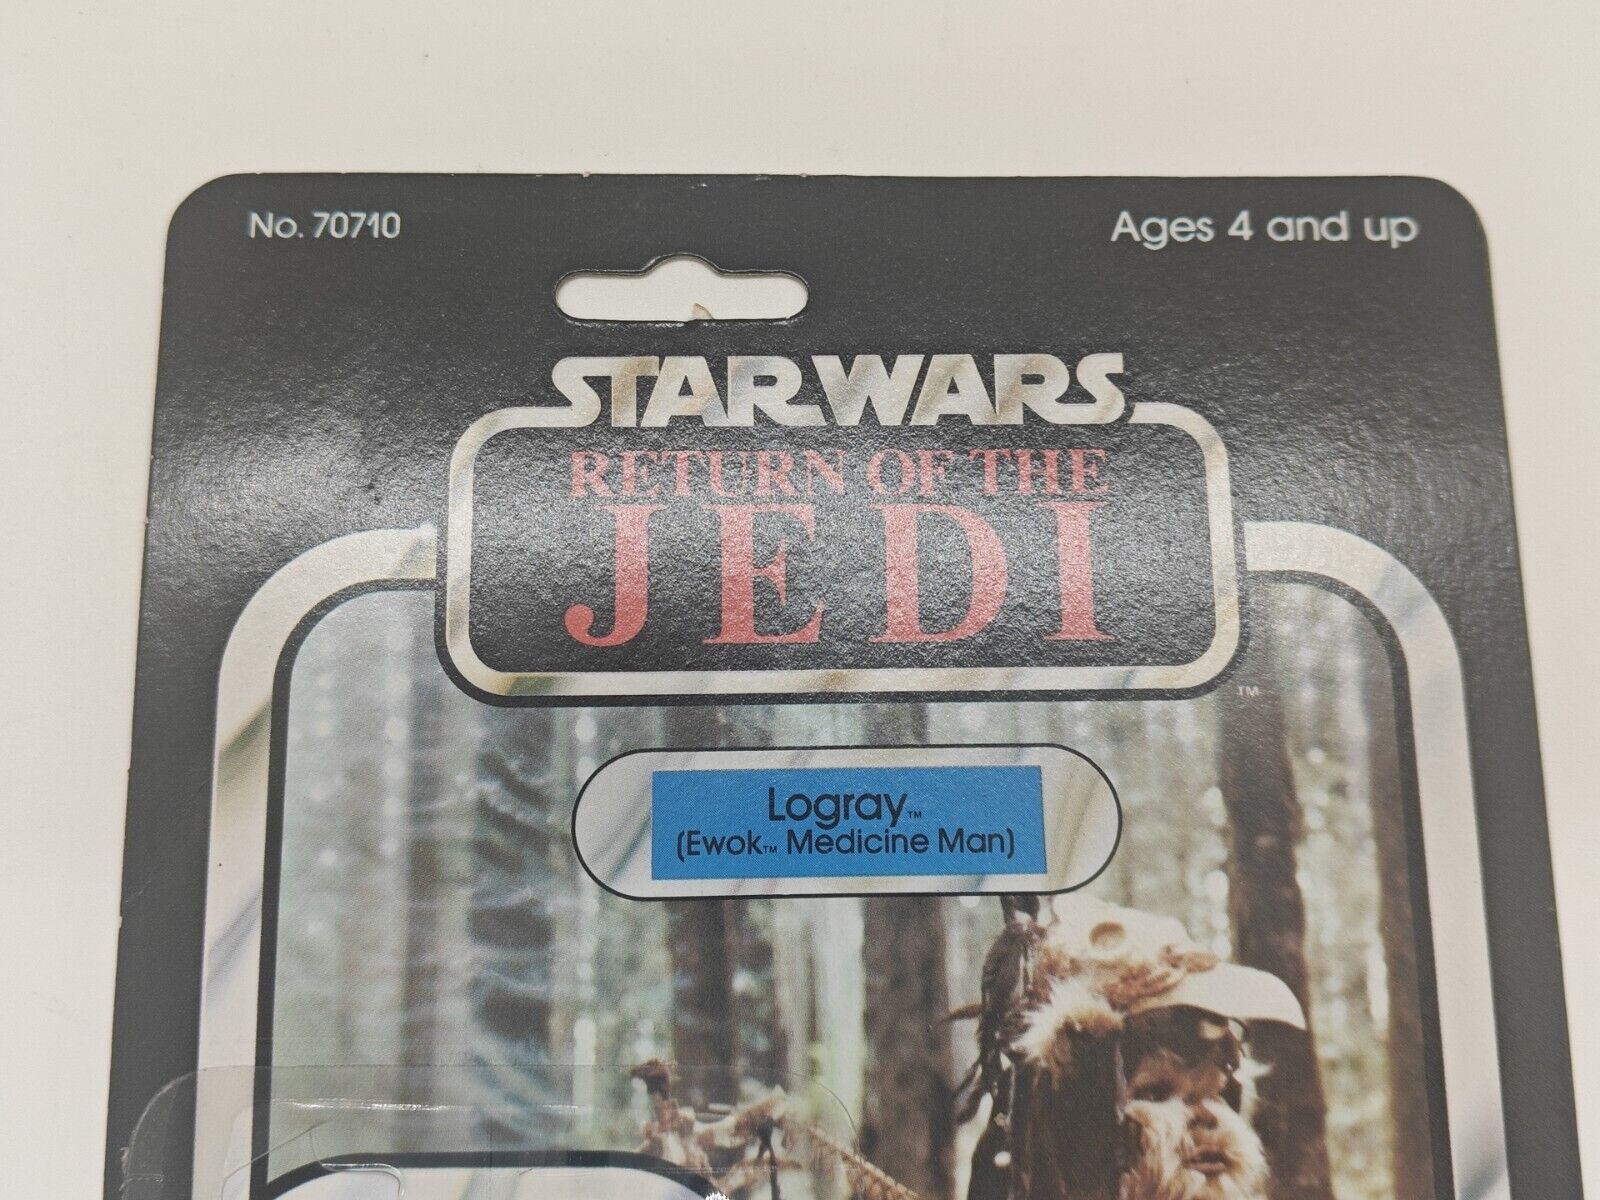 No. 70710
Ages 4 and up
STAR WARS
RETURN OF THE
JEDI
TM
Logray™
(Ewok™ Medicine Man)